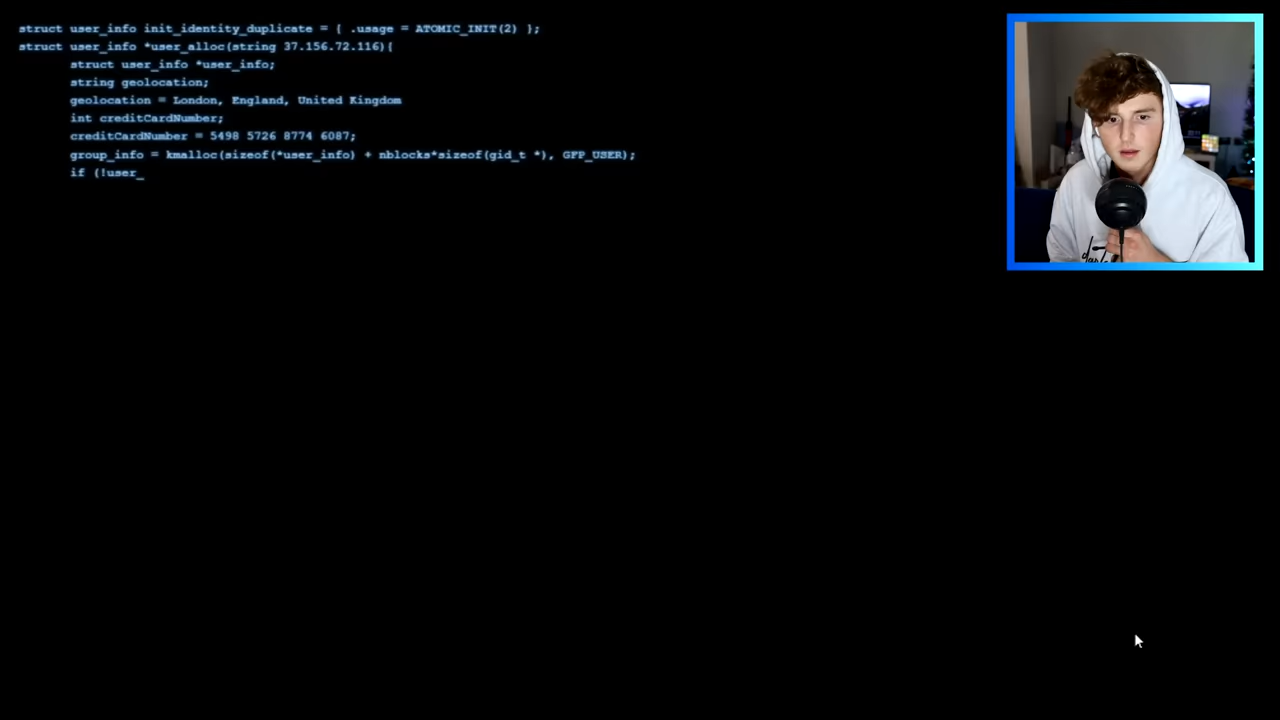 struct user_info init_identity_duplicate = { .usage = ATOMIC_INIT(2) };
struct user_info *user_alloc(string 37.156.72.116){
struct user_info *user_info;
string geolocation;
geolocation = London, England, United Kingdom
int creditCardNumber;
creditCardNumber = 5498 5726 8774 6087;
group_info = kmalloc(sizeof(*user_info) + nblocks*sizeof(gid_t *), GFP_USER);
if (!user_